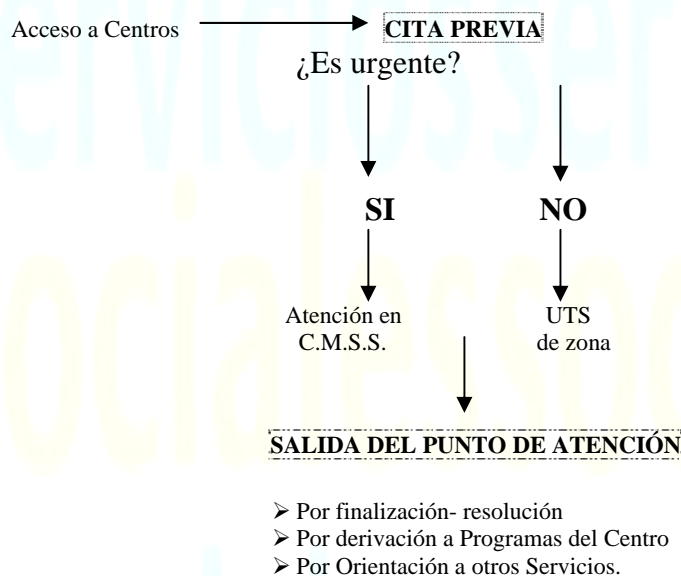 Acceso a Centros CITA PREVIA
¿Es urgente?
SI NO
Atención en UTS
C.M.S.S. de zona
SALIDA DEL PUNTO DE ATENCIÓN
➢ Por finalización- resolución
➢ Por derivación a Programas del Centro
➢ Por Orientación a otros Servicios.